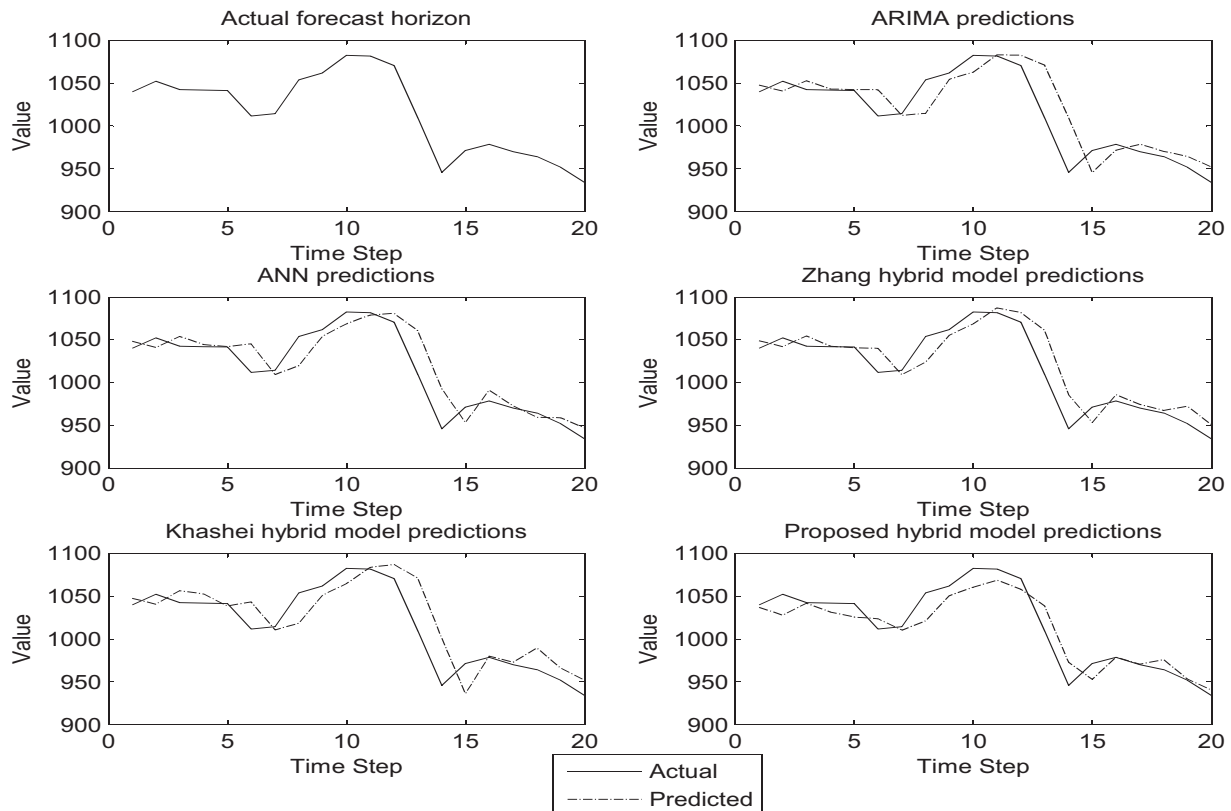 Actual forecast horizon
1100
1050
1000
950
900
Value
0 5 10 15 20
Time Step
ARIMA predictions
1100
1050
1000
950
900
Value
0 5 10 15 20
Time Step
ANN predictions
1100
1050
1000
950
900
Value
0 5 10 15 20
Time Step
Zhang hybrid model predictions
1100
1050
1000
950
900
Value
0 5 10 15 20
Time Step
Khashei hybrid model predictions
1100
1050
1000
950
900
Value
0 5 10 15 20
Time Step
Proposed hybrid model predictions
1100
1050
1000
950
900
Value
0 5 10 15 20
Time Step
Actual
Predicted